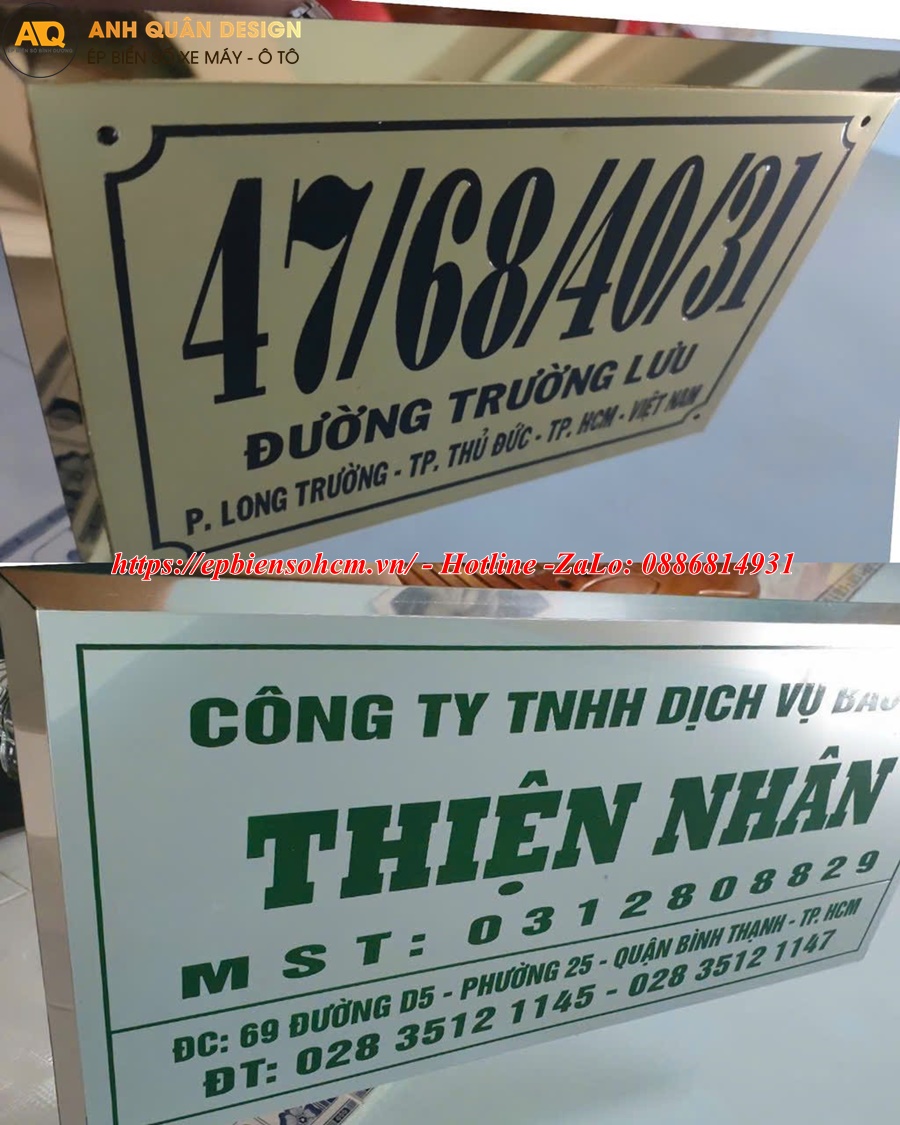 AQ
ANH QUÂN DESIGN
ÉP BIỂN SỐ XE MÁY - Ô TÔ
47/68/40/31
ĐƯỜNG TRƯỜNG LƯU
P. LONG TRƯỜNG - TP. THỦ ĐỨC - TP. HCM - VIỆT NAM
https://epbiensohcm.vn/ - Hotline -ZaLo: 0886814931
CÔNG TY TNHH DỊCH VỤ
THIỆN NHÂN
MST: 0312808829
ĐC: 69 ĐƯỜNG D5 - PHƯỜNG 25 - QUẬN BÌNH THẠNH - TP. HCM
ĐT: 028 3512 1145 - 028 3512 1147